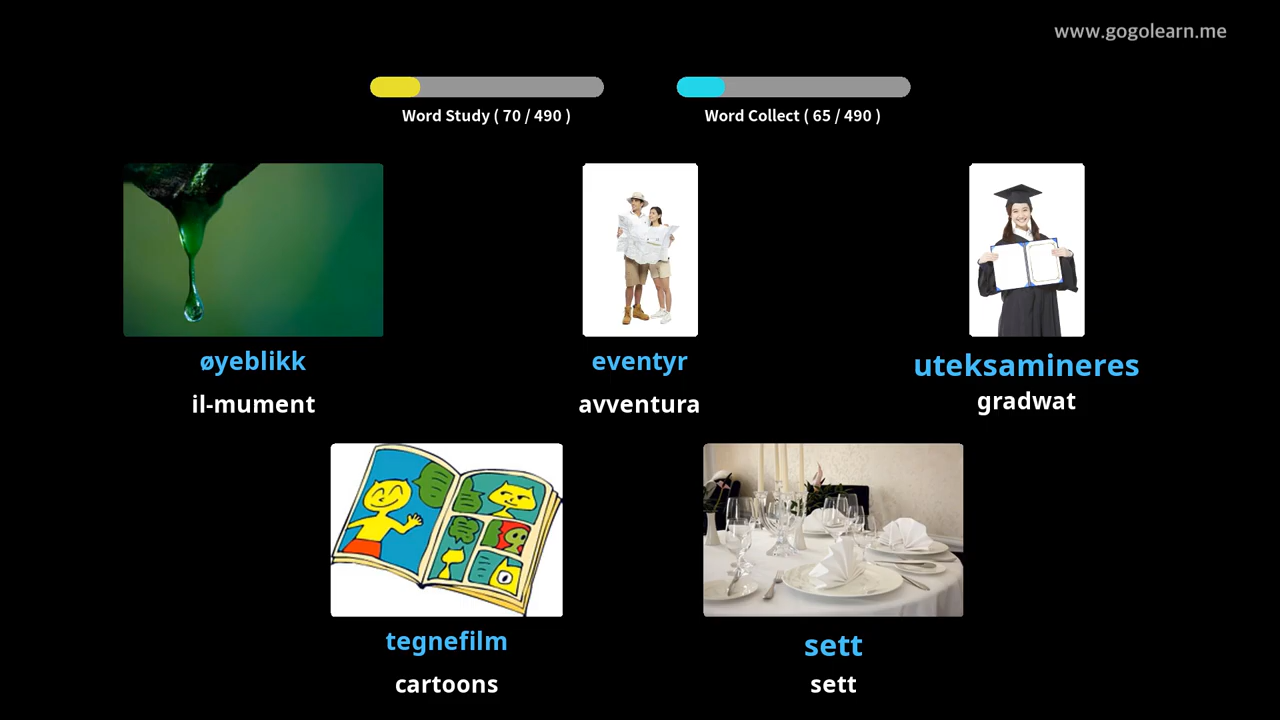 www.gogolearn.me
Word Study ( 70 / 490 )
Word Collect ( 65 / 490 )
øyeblikk
il-mument
eventyr
avventura
uteksamineres
gradwat
tegnefilm
cartoons
sett
sett